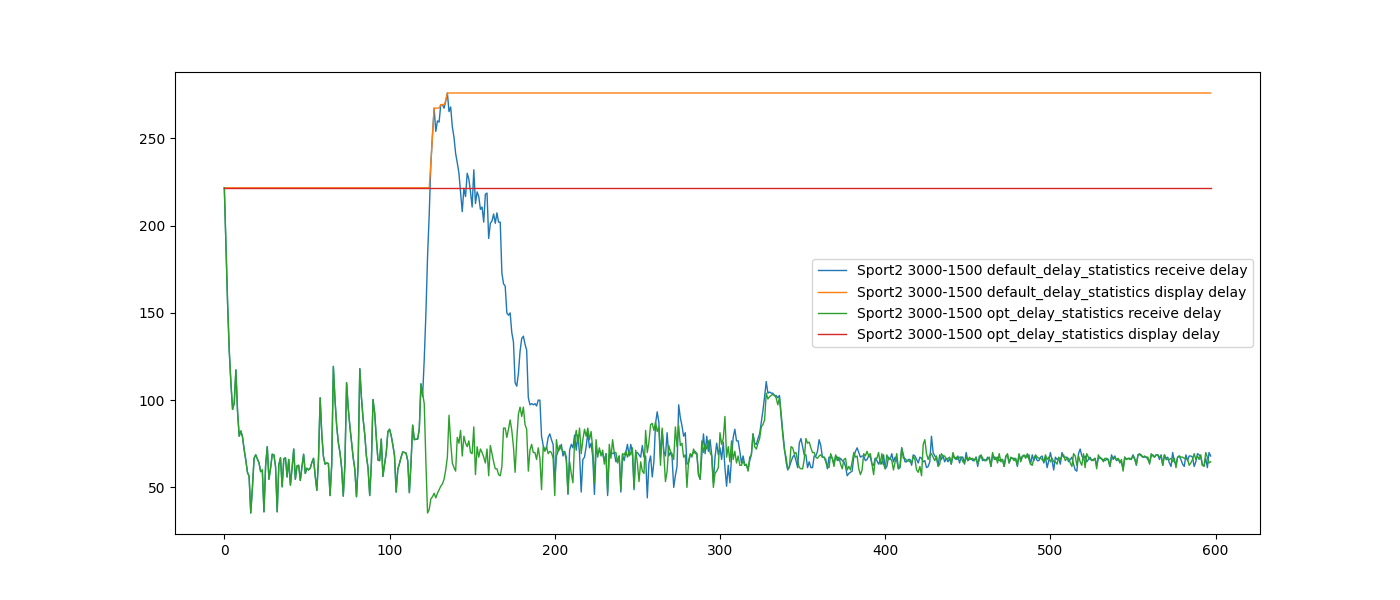 250
200
150
100
50
Sport2 3000-1500 default_delay_statistics receive delay
Sport2 3000-1500 default_delay_statistics display delay
Sport2 3000-1500 opt_delay_statistics receive delay
Sport2 3000-1500 opt_delay_statistics display delay
0 100 200 300 400 500 600